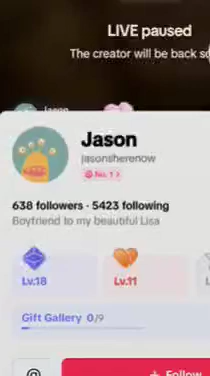 LIVE paused
The creator will be back so
Jason
Jason
jasonsherenow
No. 1 >
638 followers · 5423 following
Boyfriend to my beautiful Lisa
Lv.18
Lv.11
L
Gift Gallery 0/9
@
+ Follow